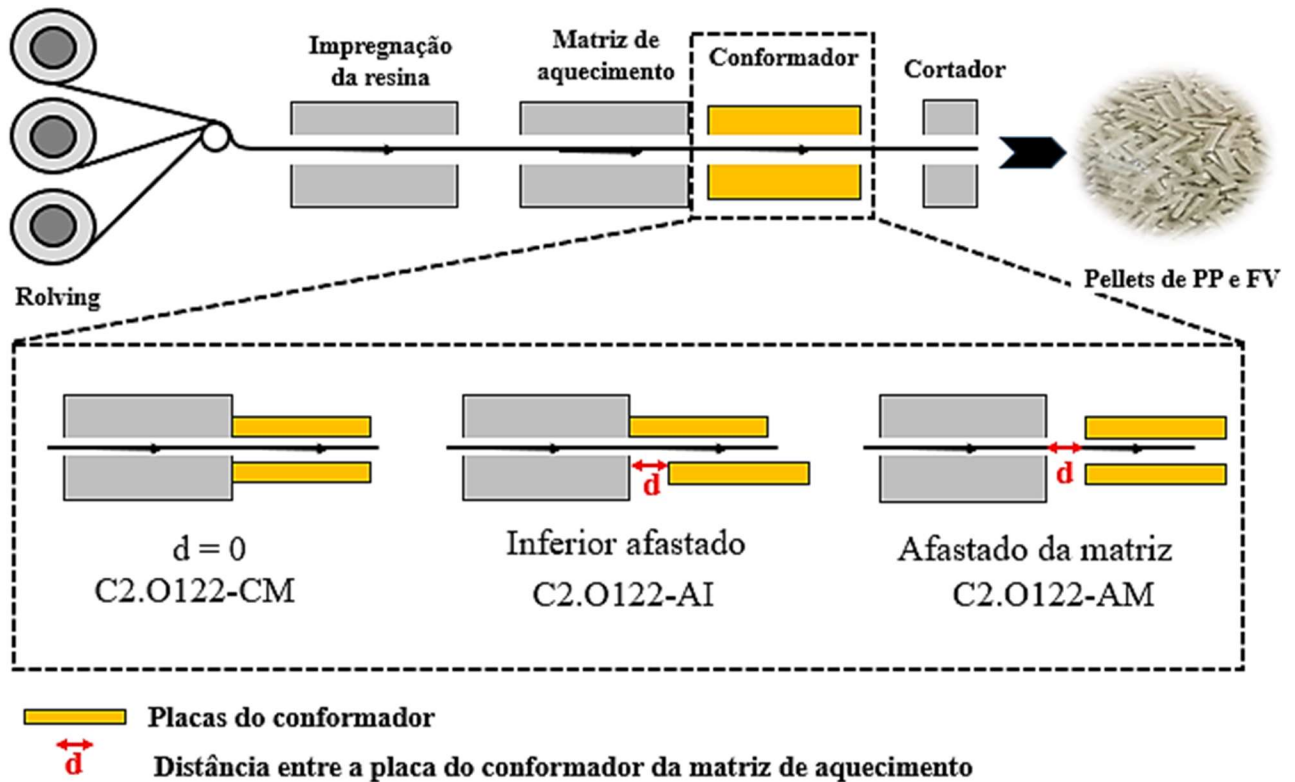 Impregnação
da resina
Matriz de
aquecimento
Conformador
Cortador
Rolving
Pellets de PP e FV
d
d
d = 0
C2.O122-CM
Inferior afastado
C2.O122-AI
Afastado da matriz
C2.O122-AM
Placas do conformador
d
Distância entre a placa do conformador da matriz de aquecimento